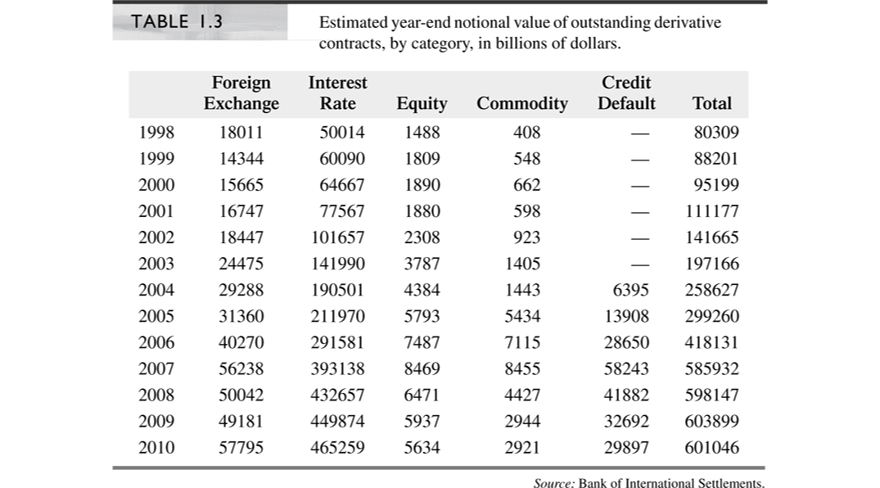 TABLE 1.3
Estimated year-end notional value of outstanding derivative
contracts, by category, in billions of dollars.
Foreign Interest Credit
Exchange Rate Equity Commodity Default Total
1998 18011 50014 1488 408 — 80309
1999 14344 60090 1809 548 — 88201
2000 15665 64667 1890 662 — 95199
2001 16747 77567 1880 598 — 111177
2002 18447 101657 2308 923 — 141665
2003 24475 141990 3787 1405 — 197166
2004 29288 190501 4384 1443 6395 258627
2005 31360 211970 5793 5434 13908 299260
2006 40270 291581 7487 7115 28650 418131
2007 56238 393138 8469 8455 58243 585932
2008 50042 432657 6471 4427 41882 598147
2009 49181 449874 5937 2944 32692 603899
2010 57795 465259 5634 2921 29897 601046
Source: Bank of International Settlements.